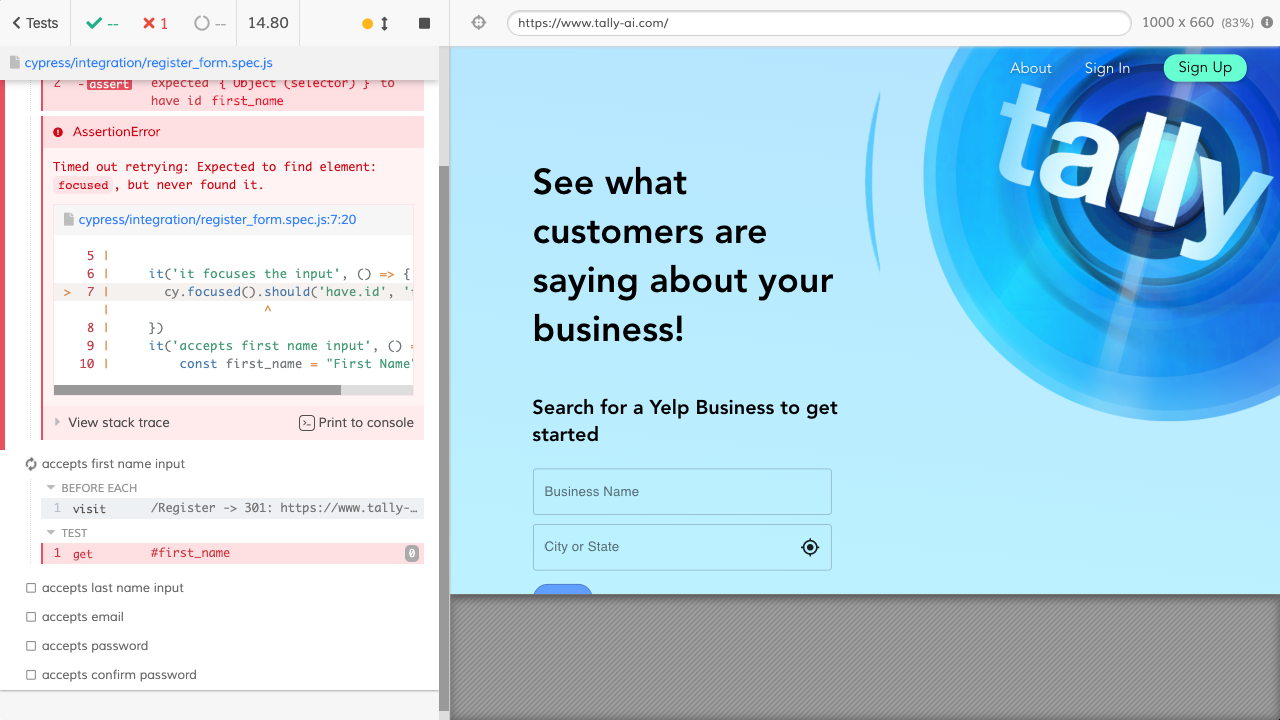 Tests
--
1
--
14.80
https://www.tally-ai.com/
1000 x 660 (83%)
cypress/integration/register_form.spec.js
2 -assert expected { Object (selector) } to
have id first_name
AssertionError
Timed out retrying: Expected to find element:
focused, but never found it.
cypress/integration/register_form.spec.js:7:20
5 |
6 | it('it focuses the input', () => {
> 7 | cy.focused().should('have.id', '
| ^
8 | })
9 | it('accepts first name input', ()
10 | const first_name = "First Name"
View stack trace
Print to console
accepts first name input
BEFORE EACH
1 visit /Register -> 301: https://www.tally-…
TEST
1 get #first_name 0
accepts last name input
accepts email
accepts password
accepts confirm password
About
Sign In
Sign Up
tally
See what
customers are
saying about your
business!
Search for a Yelp Business to get
started
Business Name
City or State